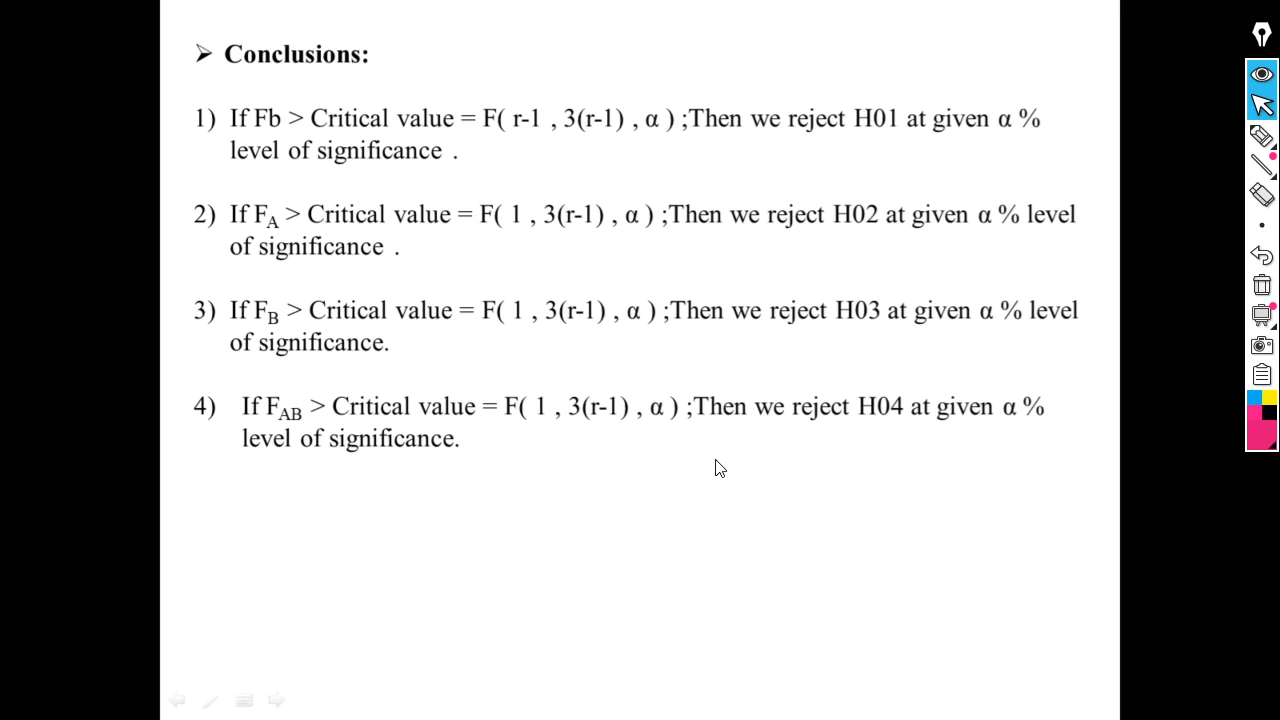 ➢ Conclusions:
1) If Fb > Critical value = F( r-1 , 3(r-1) , α ) ;Then we reject H01 at given α %
level of significance .
2) If FA > Critical value = F( 1 , 3(r-1) , α ) ;Then we reject H02 at given α % level
of significance .
3) If FB > Critical value = F( 1 , 3(r-1) , α ) ;Then we reject H03 at given α % level
of significance.
4) If FAB > Critical value = F( 1 , 3(r-1) , α ) ;Then we reject H04 at given α %
level of significance.